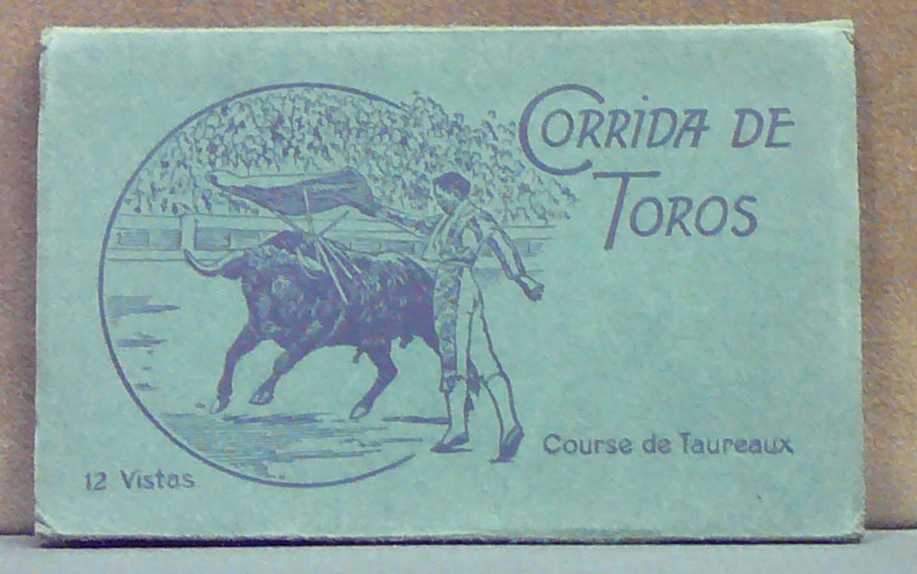 CORRIDA DE
TOROS
Course de Taureaux
12 Vistas